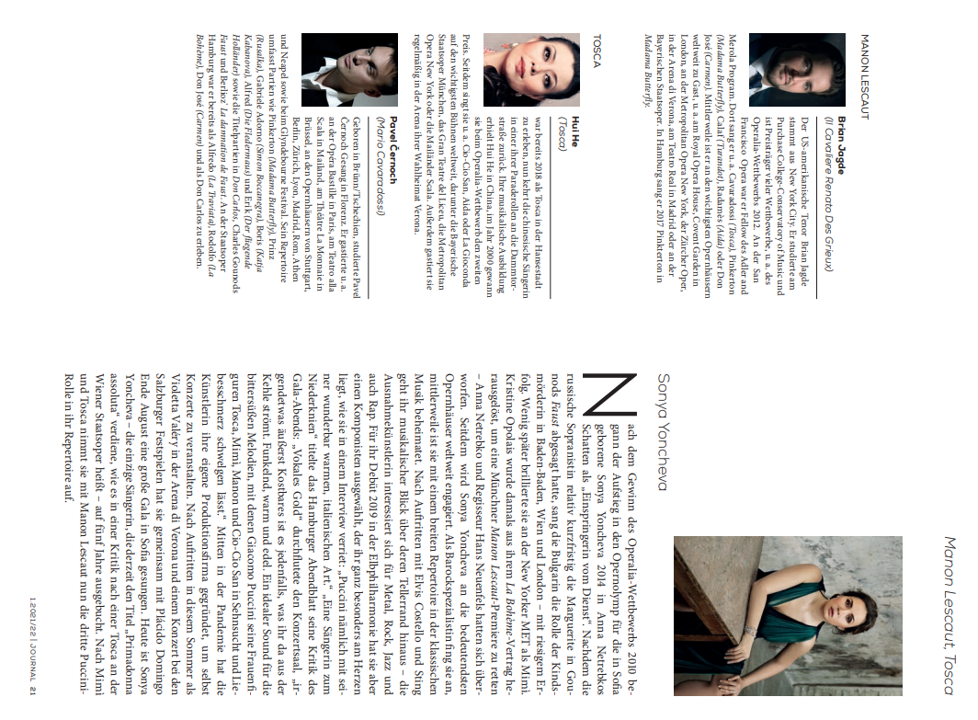 Manon Lescaut, Tosca
MANON LESCAUT
Brian Jagde
(Il Cavaliere Renato Des Grieux)
Der US-amerikanische Tenor Brian Jagde
stammt aus New York City. Er studierte am
Purchase College-Conservatory of Music und
ist Preisträger vieler Wettbewerbe, u. a. des
Operalia-Wettbewerbs 2012. An der San
Francisco Opera war er Fellow des Adler and
Merola Program. Dort sang er u. a. Cavaradossi (Tosca), Pinkerton
(Madama Butterfly), Calaf (Turandot), Radamès (Aida) oder Don
José (Carmen). Mittlerweile ist er an den wichtigsten Opernhäusern
weltweit zu Gast, u. a. am Royal Opera House, Covent Garden in
London, an der Metropolitan Opera New York, der Zürcher Oper,
in der Arena di Verona, am Teatro Real in Madrid oder an der
Bayerischen Staatsoper. In Hamburg sang er 2017 Pinkerton in
Madama Butterfly.
TOSCA
Hui He
(Tosca)
war bereits 2018 als Tosca in der Hansestadt
zu erleben, nun kehrt die chinesische Sängerin
in einer ihrer Paraderollen an die Dammtor-
straße zurück. Ihre musikalische Ausbildung
erhielt Hui He in China, im Jahr 2000 gewann
sie beim Operalia-Wettbewerb den zweiten
Preis. Seitdem singt sie u. a. Cio-Cio San, Aida oder La Gioconda
auf den wichtigsten Bühnen weltweit, darunter die Bayerische
Staatsoper München, das Gran Teatre del Liceu, die Metropolitan
Opera New York oder die Mailänder Scala. Außerdem gastiert sie
regelmäßig in der Arena ihrer Wahlheimat Verona.
Pavel Černoch
(Mario Cavaradossi)
Geboren in Brünn/Tschechien, studierte Pavel
Černoch Gesang in Florenz. Er gastierte u. a.
an der Opéra Bastille in Paris, am Teatro alla
Scala in Mailand, am Théâtre La Monnaie in
Brüssel, an den Opernhäusern von Stuttgart,
Berlin, Zürich, Lyon, Madrid, Rom, Athen
und Neapel sowie beim Glyndebourne Festival. Sein Repertoire
umfasst Partien wie Pinkerton (Madama Butterfly), Prinz
(Rusalka), Gabriele Adorno (Simon Boccanegra), Boris (Katja
Kabanova), Alfred (Die Fledermaus) und Erik (Der fliegende
Holländer) sowie die Titelpartien in Don Carlos, Charles Gounods
Faust und Berlioz' La damnation de Faust. An der Staatsoper
Hamburg war er bereits als Alfredo (La Traviata), Rodolfo (La
Bohème), Don José (Carmen) und als Don Carlos zu erleben.
Sonya Yoncheva
Nach dem Gewinn des Operalia-Wettbewerbs 2010 be-
gann der Aufstieg in den Opernolymp für die in Sofia
geborene Sonya Yoncheva 2014 in Anna Netrebkos
Schatten als „Einspringerin vom Dienst“. Nachdem die
russische Sopranistin relativ kurzfristig die Marguerite in Gou-
nods Faust abgesagt hatte, sang die Bulgarin die Rolle der Kinds-
mörderin in Baden-Baden, Wien und London – mit riesigem Er-
folg. Wenig später brillierte sie an der New Yorker MET als Mimì.
Kristine Opolais wurde damals aus ihrem La Bohème-Vertrag he-
rausgelöst, um eine Münchner Manon Lescaut-Premiere zu retten
– Anna Netrebko und Regisseur Hans Neuenfels hatten sich über-
worfen. Seitdem wird Sonya Yoncheva an die bedeutendsten
Opernhäuser weltweit engagiert. Als Barockspezialistin fing sie an,
mittlerweile ist sie mit einem breiten Repertoire in der klassischen
Musik beheimatet. Nach Auftritten mit Elvis Costello und Sting
geht ihr musikalischer Blick über deren Tellerrand hinaus – die
Ausnahmekünstlerin interessiert sich für Metal, Rock, Jazz und
auch Rap. Für ihr Debüt 2019 in der Elbphilharmonie hat sie aber
einen Komponisten ausgewählt, der ihr ganz besonders am Herzen
liegt, wie sie in einem Interview verriet: „Puccini nämlich mit sei-
ner wunderbar warmen, italienischen Art.“ „Eine Sängerin zum
Niederknien“ titelte das Hamburger Abendblatt seine Kritik des
Gala-Abends: „Vokales Gold“ durchflutete den Konzertsaal, „ir-
gendetwas äußerst Kostbares ist es jedenfalls, was ihr da aus der
Kehle strömt. Funkelnd, warm und edel. Ein idealer Sound für die
bittersüßen Melodien, mit denen Giacomo Puccini seine Frauenfi-
guren Tosca, Mimì, Manon und Cio-Cio San in Sehnsucht und Lie-
besschmerz schwelgen lässt.“ Mitten in der Pandemie hat die
Künstlerin ihre eigene Produktionsfirma gegründet, um selbst
Konzerte zu veranstalten. Nach Auftritten in diesem Sommer als
Violetta Valéry in der Arena di Verona und einem Konzert bei den
Salzburger Festspielen hat sie gemeinsam mit Plácido Domingo
Ende August eine große Gala in Sofia gesungen. Heute ist Sonya
Yoncheva – die einzige Sängerin, die derzeit den Titel „Primadonna
assoluta“ verdiene, wie es in einer Kritik nach einer Tosca an der
Wiener Staatsoper heißt – auf fünf Jahre ausgebucht. Nach Mimì
und Tosca nimmt sie mit Manon Lescaut nun die dritte Puccini-
Rolle in ihr Repertoire auf.
1.2021/22 | JOURNAL 21